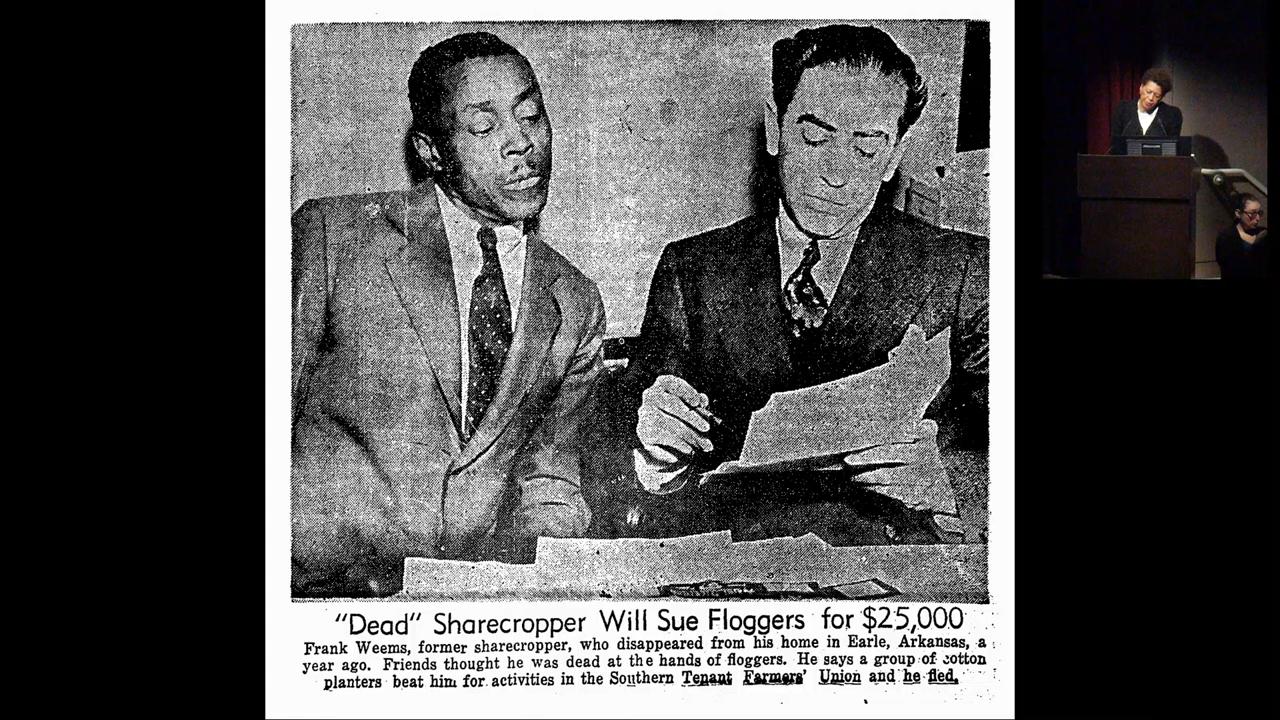 "Dead" Sharecropper Will Sue Floggers for $25,000
Frank Weems, former sharecropper, who disappeared from his home in Earle, Arkansas, a
year ago. Friends thought he was dead at the hands of floggers. He says a group of cotton
planters beat him for activities in the Southern Tenant Farmers' Union and he fled.